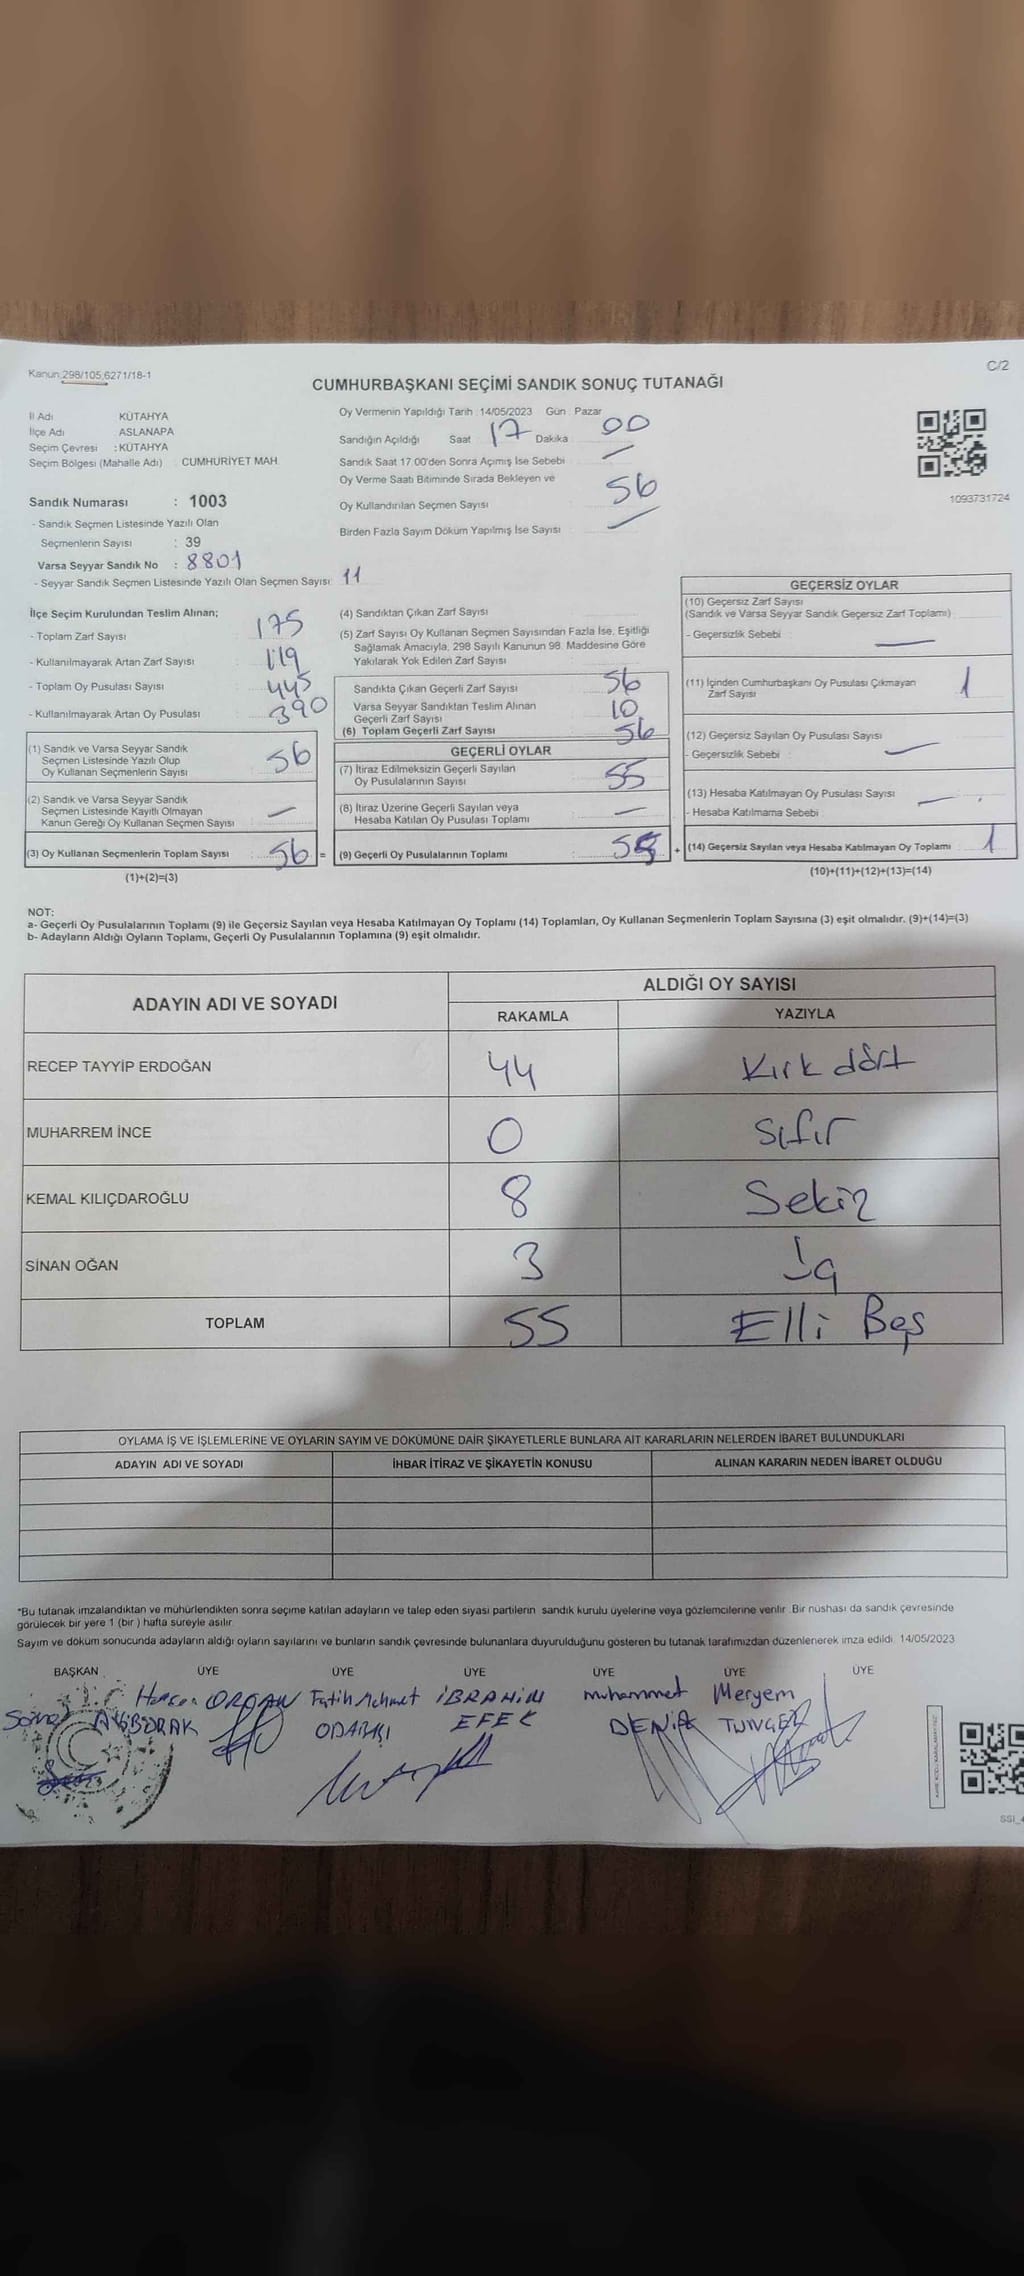 Kanun:298/105,6271/18-1
C/2
CUMHURBAŞKANI SEÇİMİ SANDIK SONUÇ TUTANAĞI
İl Adı KÜTAHYA
İlçe Adı ASLANAPA
Seçim Çevresi : KÜTAHYA
Seçim Bölgesi (Mahalle Adı) CUMHURİYET MAH.
Oy Vermenin Yapıldığı Tarih : 14/05/2023 Gün : Pazar
Sandığın Açıldığı Saat 17 Dakika 00
Sandık Saat 17.00'den Sonra Açımış İse Sebebi —
Oy Verme Saati Bitiminde Sırada Bekleyen ve
Oy Kullandırılan Seçmen Sayısı 56
Birden Fazla Sayım Döküm Yapılmış İse Sayısı —
1093731724
Sandık Numarası : 1003
- Sandık Seçmen Listesinde Yazılı Olan
Seçmenlerin Sayısı : 39
Varsa Seyyar Sandık No : 8801
- Seyyar Sandık Seçmen Listesinde Yazılı Olan Seçmen Sayısı: 11
İlçe Seçim Kurulundan Teslim Alınan;
- Toplam Zarf Sayısı 175
- Kullanılmayarak Artan Zarf Sayısı 119
- Toplam Oy Pusulası Sayısı 445
- Kullanılmayarak Artan Oy Pusulası 390
(1) Sandık ve Varsa Seyyar Sandık
Seçmen Listesinde Yazılı Olup
Oy Kullanan Seçmenlerin Sayısı 56
(2) Sandık ve Varsa Seyyar Sandık
Seçmen Listesinde Kayıtlı Olmayan
Kanun Gereği Oy Kullanan Seçmen Sayısı —
(3) Oy Kullanan Seçmenlerin Toplam Sayısı 56 =
(1)+(2)=(3)
(4) Sandıktan Çıkan Zarf Sayısı
(5) Zarf Sayısı Oy Kullanan Seçmen Sayısından Fazla İse, Eşitliği
Sağlamak Amacıyla, 298 Sayılı Kanunun 98. Maddesine Göre
Yakılarak Yok Edilen Zarf Sayısı
Sandıkta Çıkan Geçerli Zarf Sayısı 56
Varsa Seyyar Sandıktan Teslim Alınan
Geçerli Zarf Sayısı 10
(6) Toplam Geçerli Zarf Sayısı 56
GEÇERLİ OYLAR
(7) İtiraz Edilmeksizin Geçerli Sayılan
Oy Pusulalarının Sayısı 55
(8) İtiraz Üzerine Geçerli Sayılan veya
Hesaba Katılan Oy Pusulası Toplamı —
(9) Geçerli Oy Pusulalarının Toplamı 55 +
GEÇERSİZ OYLAR
(10) Geçersiz Zarf Sayısı
(Sandık ve Varsa Seyyar Sandık Geçersiz Zarf Toplamı)
- Geçersizlik Sebebi —
(11) İçinden Cumhurbaşkanı Oy Pusulası Çıkmayan
Zarf Sayısı 1
(12) Geçersiz Sayılan Oy Pusulası Sayısı
- Geçersizlik Sebebi —
(13) Hesaba Katılmayan Oy Pusulası Sayısı —
- Hesaba Katılmama Sebebi
(14) Geçersiz Sayılan veya Hesaba Katılmayan Oy Toplamı 1
(10)+(11)+(12)+(13)=(14)
NOT:
a- Geçerli Oy Pusulalarının Toplamı (9) ile Geçersiz Sayılan veya Hesaba Katılmayan Oy Toplamı (14) Toplamları, Oy Kullanan Seçmenlerin Toplam Sayısına (3) eşit olmalıdır. (9)+(14)=(3)
b- Adayların Aldığı Oyların Toplamı, Geçerli Oy Pusulalarının Toplamına (9) eşit olmalıdır.
ADAYIN ADI VE SOYADI ALDIĞI OY SAYISI
RAKAMLA YAZIYLA
RECEP TAYYİP ERDOĞAN 44 Kırk dört
MUHARREM İNCE 0 Sıfır
KEMAL KILIÇDAROĞLU 8 Sekiz
SİNAN OĞAN 3 Üç
TOPLAM 55 Elli Beş
OYLAMA İŞ VE İŞLEMLERİNE VE OYLARIN SAYIM VE DÖKÜMÜNE DAİR ŞİKAYETLERLE BUNLARA AİT KARARLARIN NELERDEN İBARET BULUNDUKLARI
ADAYIN ADI VE SOYADI İHBAR İTİRAZ VE ŞİKAYETİN KONUSU ALINAN KARARIN NEDEN İBARET OLDUĞU
*Bu tutanak imzalandıktan ve mühürlendikten sonra seçime katılan adayların ve talep eden siyasi partilerin sandık kurulu üyelerine veya gözlemcilerine verilir. Bir nüshası da sandık çevresinde
görülecek bir yere 1 (bir ) hafta süreyle asılır.
Sayım ve döküm sonucunda adayların aldığı oyların sayılarını ve bunların sandık çevresinde bulunanlara duyurulduğunu gösteren bu tutanak tarafımızdan düzenlenerek imza edildi. 14/05/2023
BAŞKAN ÜYE ÜYE ÜYE ÜYE ÜYE ÜYE
Fatih Mehmet İBRAHİM Muhammet Meryem
EFEK DENİZ